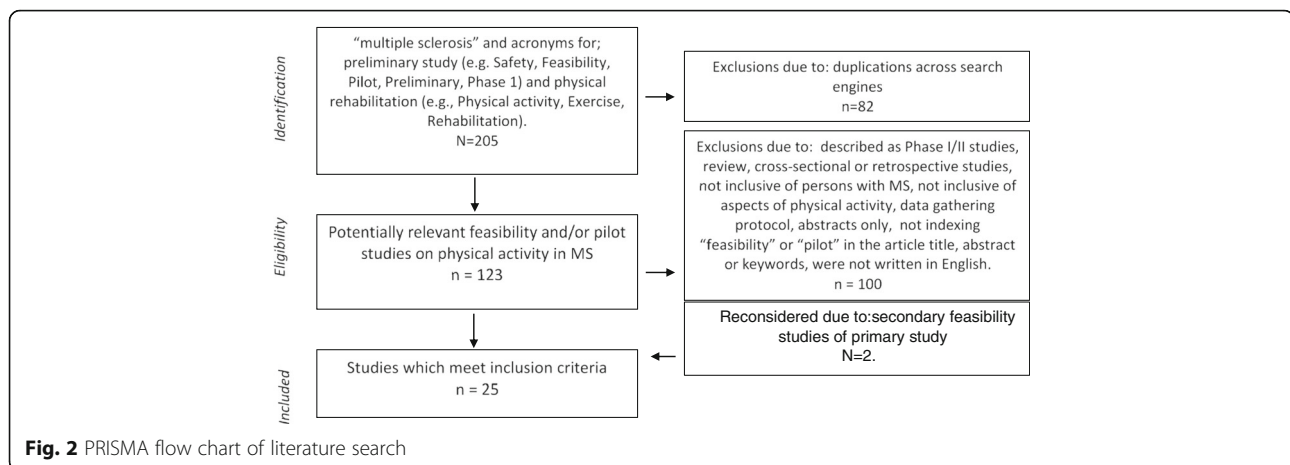 Identification
“multiple sclerosis” and acronyms for;
preliminary study (e.g. Safety, Feasibility,
Pilot, Preliminary, Phase 1) and physical
rehabilitation (e.g., Physical activity, Exercise,
Rehabilitation).
N=205
Exclusions due to: duplications across search
engines
n=82
Eligibility
Potentially relevant feasibility and/or pilot
studies on physical activity in MS
n = 123
Exclusions due to: described as Phase I/II studies,
review, cross-sectional or retrospective studies,
not inclusive of persons with MS, not inclusive of
aspects of physical activity, data gathering
protocol, abstracts only, not indexing
“feasibility” or “pilot” in the article title, abstract
or keywords, were not written in English.
n = 100
Reconsidered due to:secondary feasibility
studies of primary study
N=2.
Included
Studies which meet inclusion criteria
n = 25
Fig. 2 PRISMA flow chart of literature search